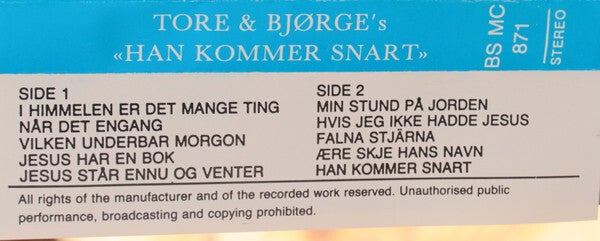 TORE & BJØRGE's
«HAN KOMMER SNART»
BS MC
871
STEREO
SIDE 1
I HIMMELEN ER DET MANGE TING
NÅR DET ENGANG
VILKEN UNDERBAR MORGON
JESUS HAR EN BOK
JESUS STÅR ENNU OG VENTER
SIDE 2
MIN STUND PÅ JORDEN
HVIS JEG IKKE HADDE JESUS
FALNA STJÄRNA
ÆRE SKJE HANS NAVN
HAN KOMMER SNART
All rights of the manufacturer and of the recorded work reserved. Unauthorised public
performance, broadcasting and copying prohibited.